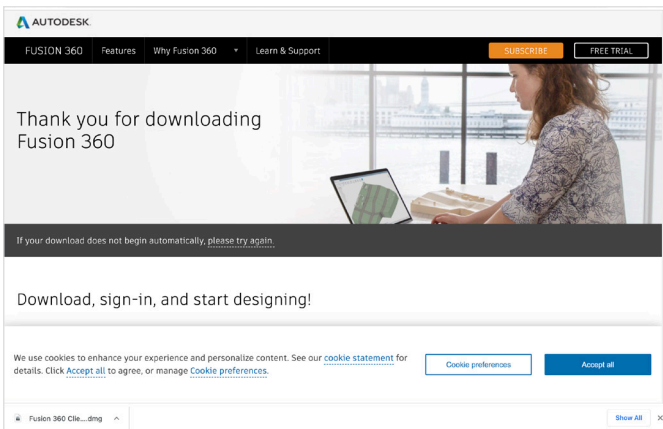 AUTODESK.
FUSION 360 Features Why Fusion 360 Learn & Support SUBSCRIBE FREE TRIAL
Thank you for downloading
Fusion 360
If your download does not begin automatically, please try again.
Download, sign-in, and start designing!
We use cookies to enhance your experience and personalize content. See our cookie statement for
details. Click Accept all to agree, or manage Cookie preferences.
Cookie preferences Accept all
Fusion 360 Clie....dmg Show All